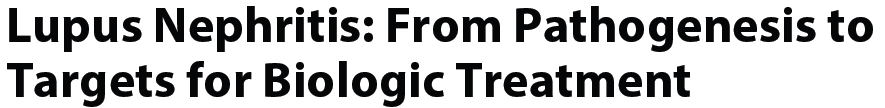 Lupus Nephritis: From Pathogenesis to
Targets for Biologic Treatment